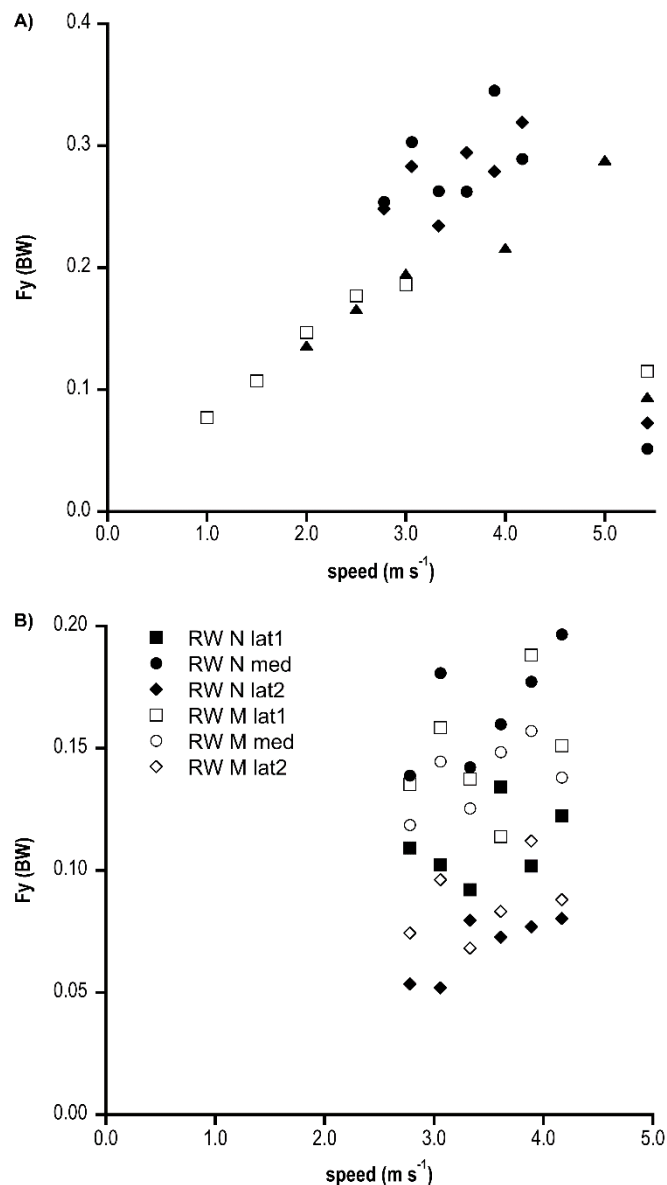 A)
0.4
0.3
0.2
0.1
0.0
Fy (BW)
0.0 1.0 2.0 3.0 4.0 5.0
speed (m s⁻¹)
B)
0.20
0.15
0.10
0.05
0.00
Fy (BW)
RW N lat1
RW N med
RW N lat2
RW M lat1
RW M med
RW M lat2
0.0 1.0 2.0 3.0 4.0 5.0
speed (m s⁻¹)